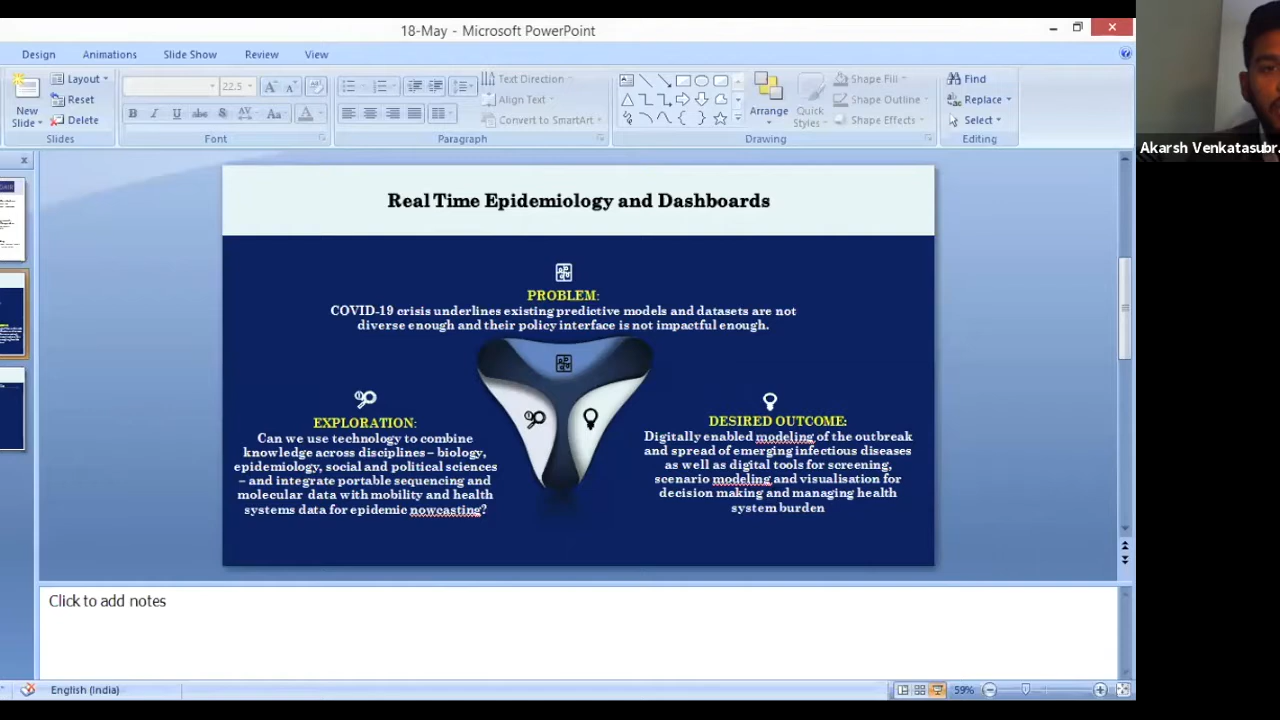 18-May - Microsoft PowerPoint
Design Animations Slide Show Review View
New Slide
Layout
Reset
Delete
Slides
22.5
B I U abc S AV Aa A
Font
Text Direction
Align Text
Convert to SmartArt
Paragraph
Arrange
Quick Styles
Shape Fill
Shape Outline
Shape Effects
Drawing
Find
Replace
Select
Editing
Akarsh Venkatasubr.
Real Time Epidemiology and Dashboards
PROBLEM:
COVID-19 crisis underlines existing predictive models and datasets are not
diverse enough and their policy interface is not impactful enough.
EXPLORATION:
Can we use technology to combine
knowledge across disciplines – biology,
epidemiology, social and political sciences
– and integrate portable sequencing and
molecular data with mobility and health
systems data for epidemic nowcasting?
DESIRED OUTCOME:
Digitally enabled modeling of the outbreak
and spread of emerging infectious diseases
as well as digital tools for screening,
scenario modeling and visualisation for
decision making and managing health
system burden
Click to add notes
English (India)
59%